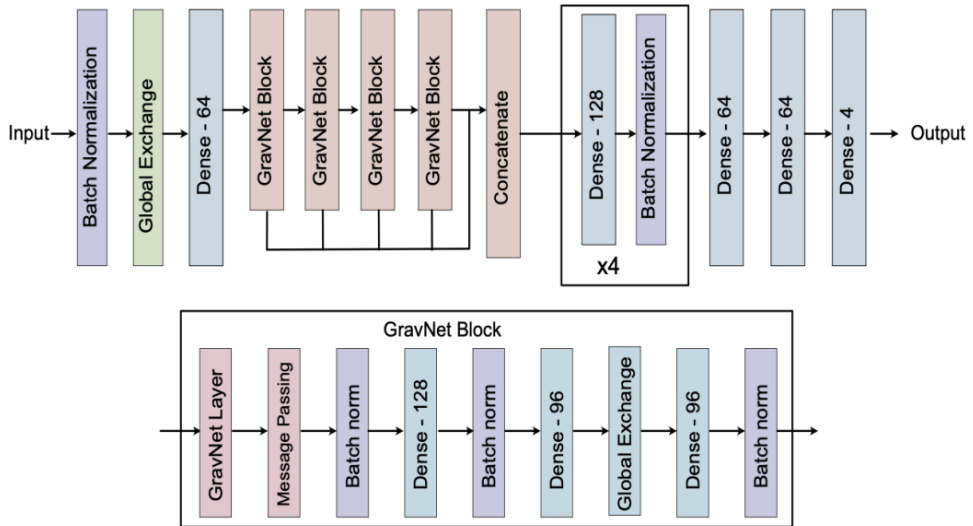 Input
Batch Normalization
Global Exchange
Dense - 64
GravNet Block
GravNet Block
GravNet Block
GravNet Block
Concatenate
Dense - 128
Batch Normalization
x4
Dense - 64
Dense - 64
Dense - 4
Output
GravNet Block
GravNet Layer
Message Passing
Batch norm
Dense - 128
Batch norm
Dense - 96
Global Exchange
Dense - 96
Batch norm